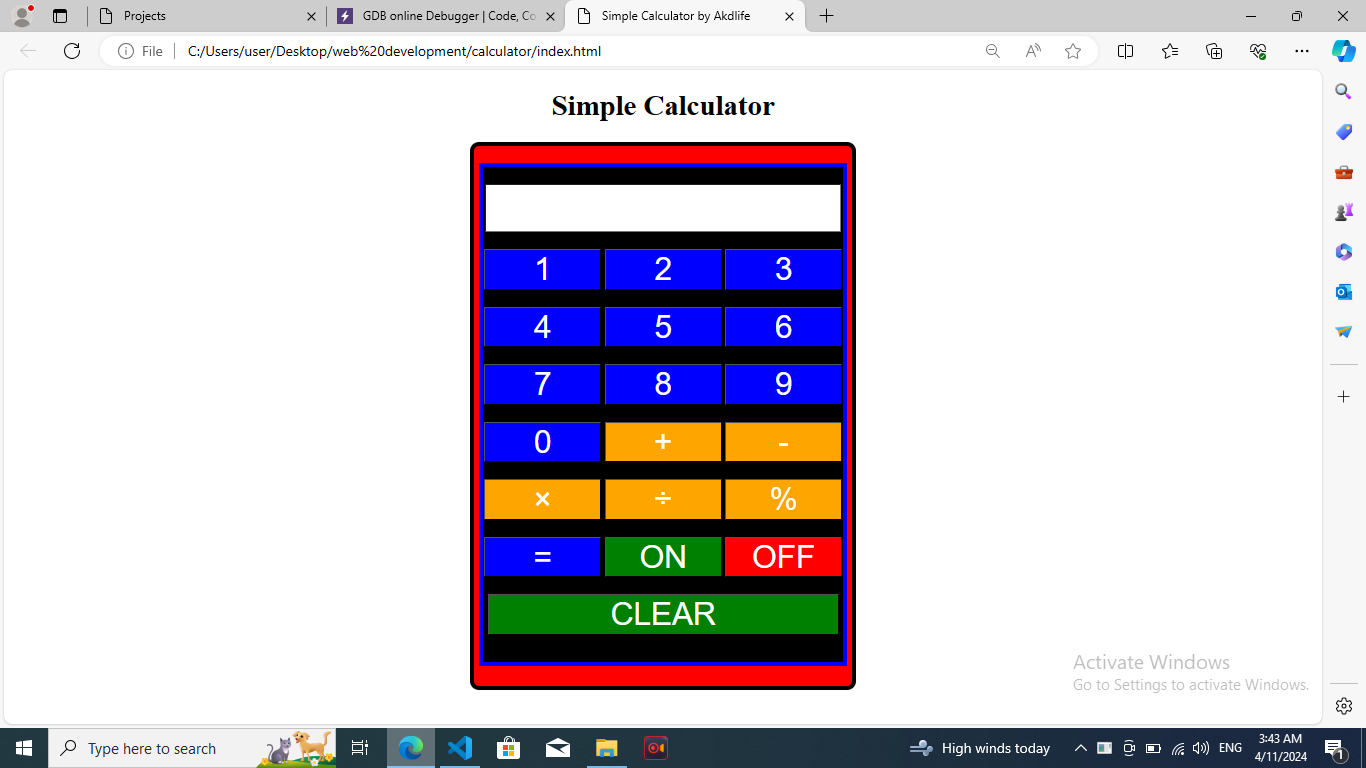 Projects
GDB online Debugger | Code, Co
Simple Calculator by Akdlife
File
C:/Users/user/Desktop/web%20development/calculator/index.html
Simple Calculator
1 2 3
4 5 6
7 8 9
0 + -
× ÷ %
= ON OFF
CLEAR
Activate Windows
Go to Settings to activate Windows.
Type here to search
High winds today
ENG
3:43 AM
4/11/2024
1